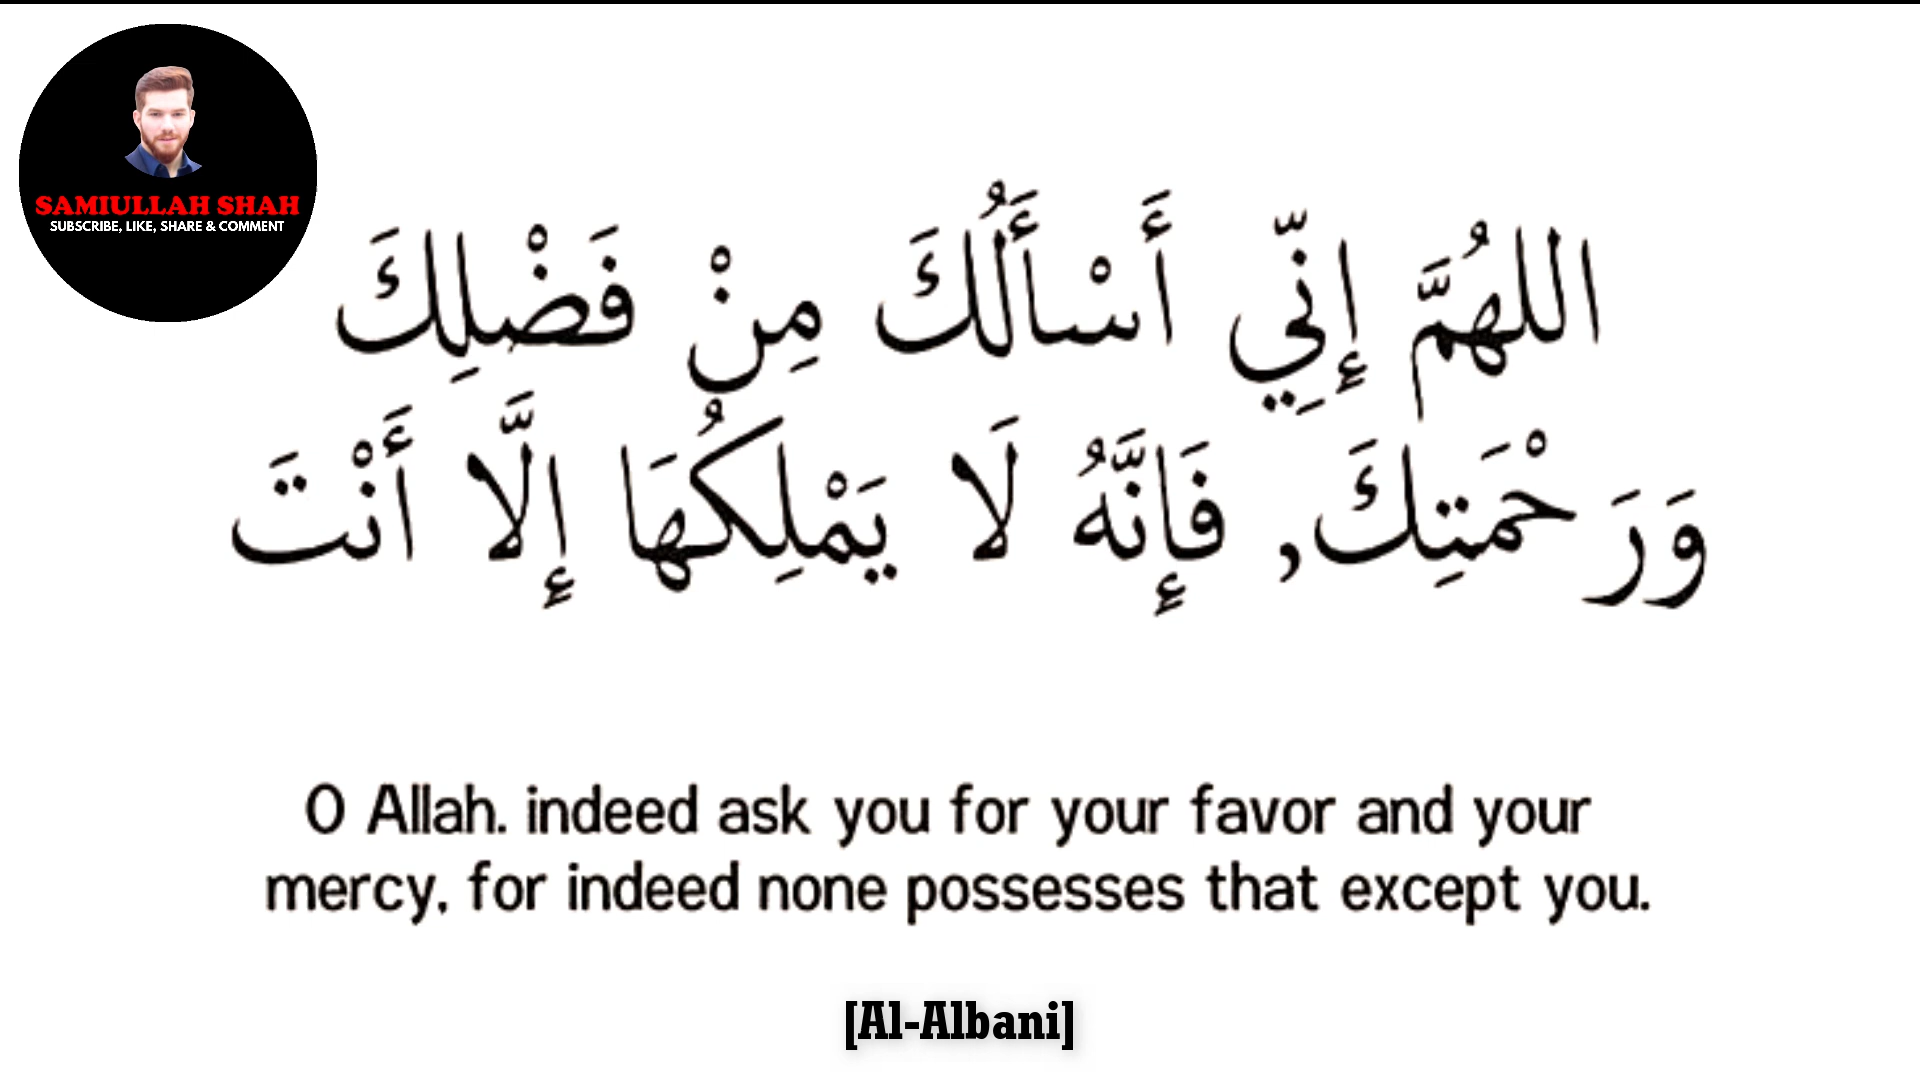 SAMIULLAH SHAH
SUBSCRIBE, LIKE, SHARE & COMMENT
اللهُمَّ إِنِّي أَسْأَلُكَ مِنْ فَضْلِكَ
وَرَحْمَتِكَ, فَإِنَّهُ لَا يَمْلِكُهَا إِلَّا أَنْتَ
O Allah. indeed ask you for your favor and your
mercy, for indeed none possesses that except you.
[Al-Albani]